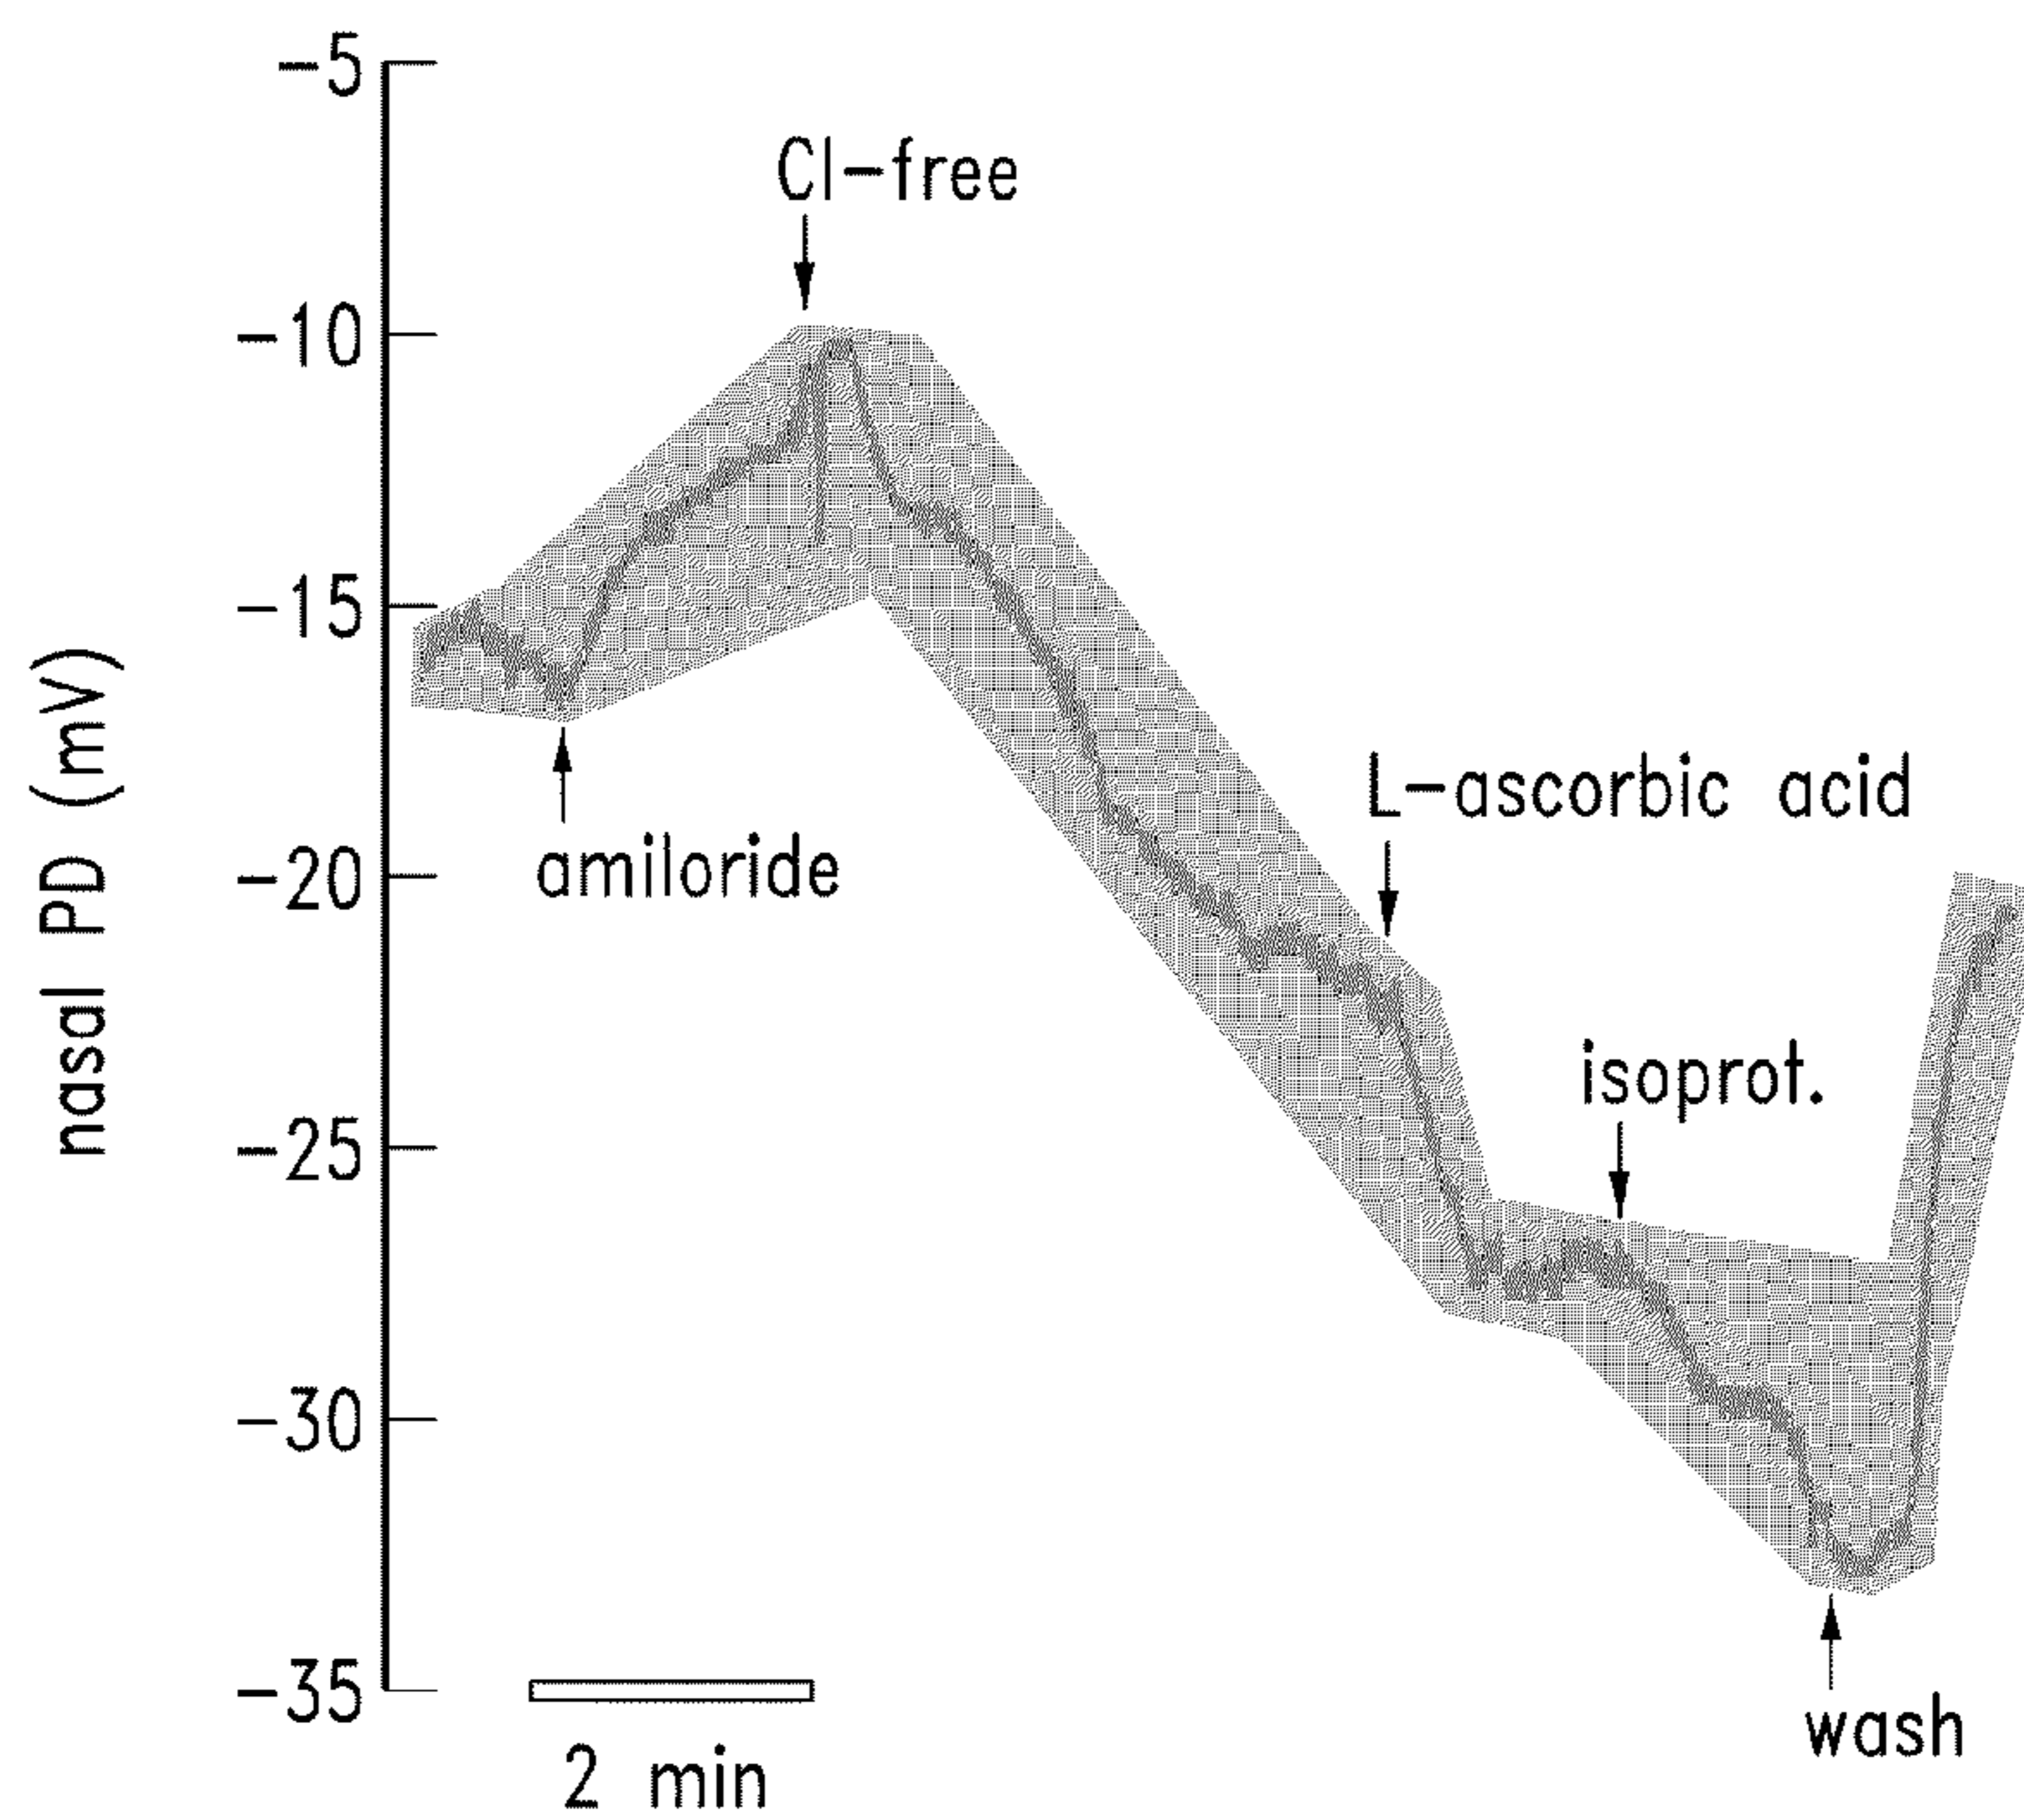 -5
Cl-free
-10
-15
nasal PD (mV)
L-ascorbic acid
amiloride
-20
isoprot.
-25
-30
-35
2 min
wash